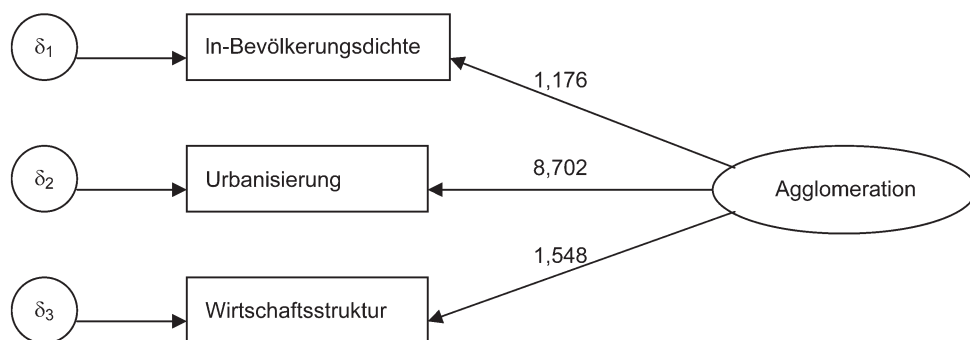 δ1
ln-Bevölkerungsdichte
1,176
δ2
Urbanisierung
8,702
Agglomeration
1,548
δ3
Wirtschaftsstruktur